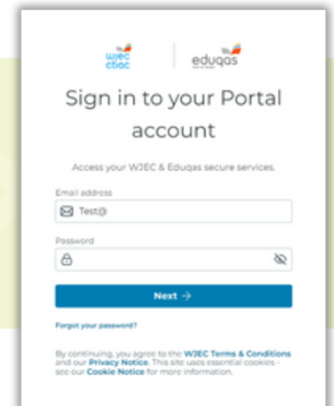 wjec eduqas
cbac
Sign in to your Portal
account
Access your WJEC & Eduqas secure services.
Email address
Test@
Password
Next →
Forgot your password?
By continuing, you agree to the WJEC Terms & Conditions
and our Privacy Notice. This site uses essential cookies -
see our Cookie Notice for more information.